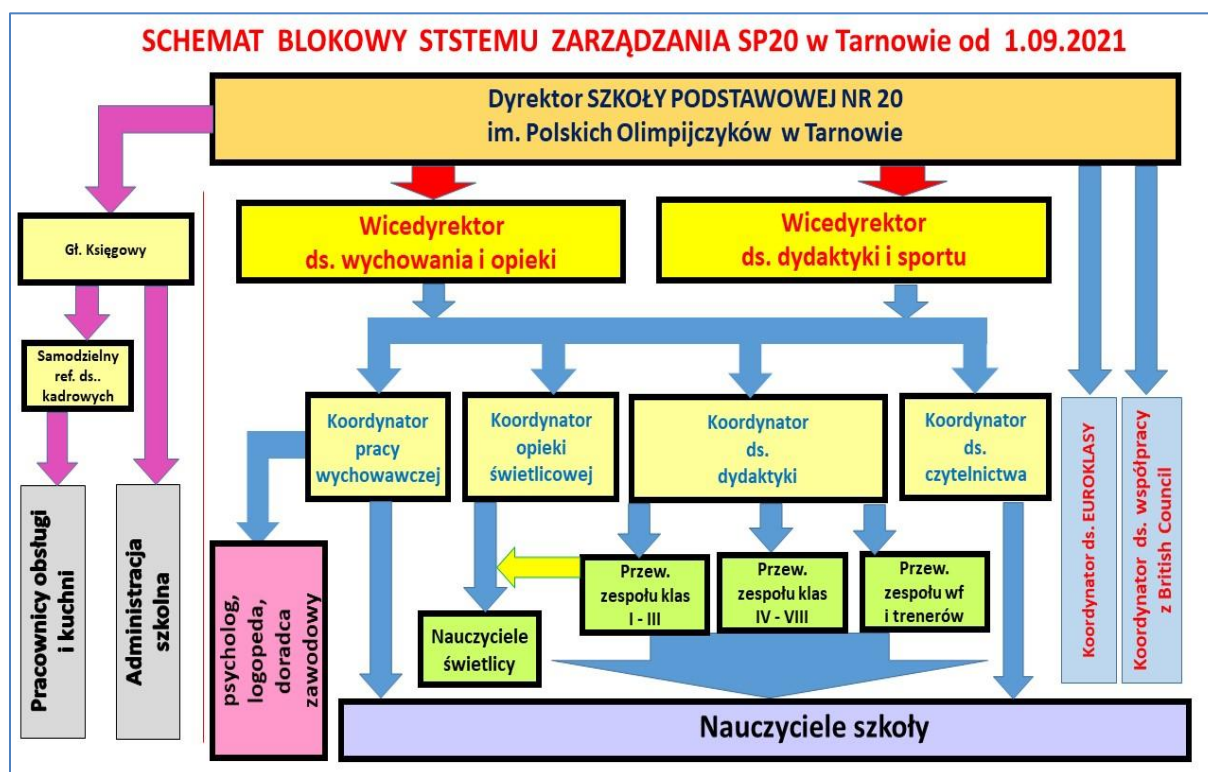 SCHEMAT BLOKOWY STSTEMU ZARZĄDZANIA SP20 w Tarnowie od 1.09.2021
Dyrektor SZKOŁY PODSTAWOWEJ NR 20
im. Polskich Olimpijczyków w Tarnowie
Gł. Księgowy
Wicedyrektor
ds. wychowania i opieki
Wicedyrektor
ds. dydaktyki i sportu
Samodzielny
ref. ds..
kadrowych
Koordynator
pracy
wychowawczej
Koordynator
opieki
świetlicowej
Koordynator
ds.
dydaktyki
Koordynator
ds.
czytelnictwa
Koordynator ds. EUROKLASY
Koordynator ds. współpracy
z British Council
Pracownicy obsługi
i kuchni
Administracja
szkolna
psycholog,
logopeda,
doradca
zawodowy
Nauczyciele
świetlicy
Przew.
zespołu klas
I - III
Przew.
zespołu klas
IV - VIII
Przew.
zespołu wf
i trenerów
Nauczyciele szkoły